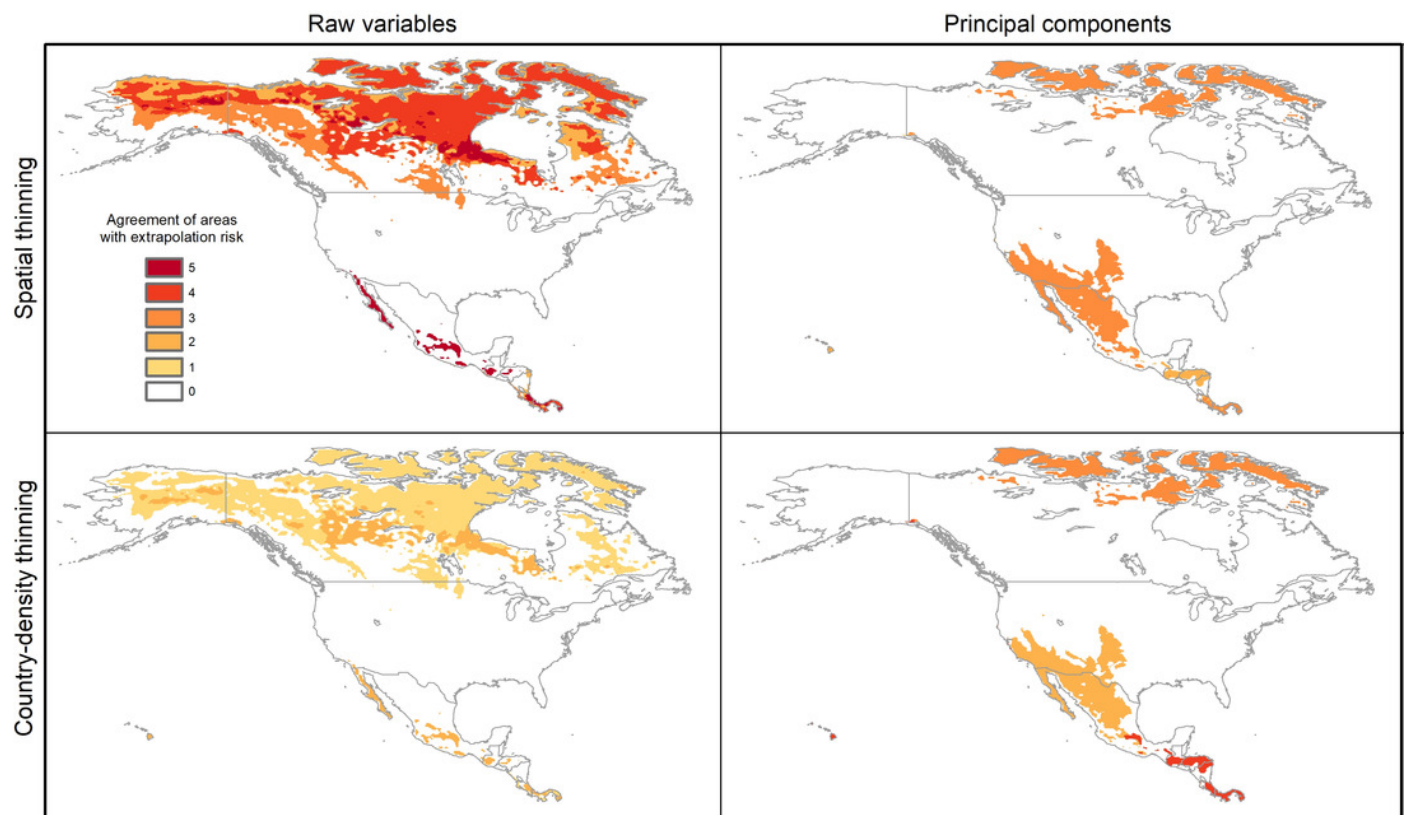 Raw variables
Principal components
Spatial thinning
Agreement of areas
with extrapolation risk
5
4
3
2
1
0
Country-density thinning